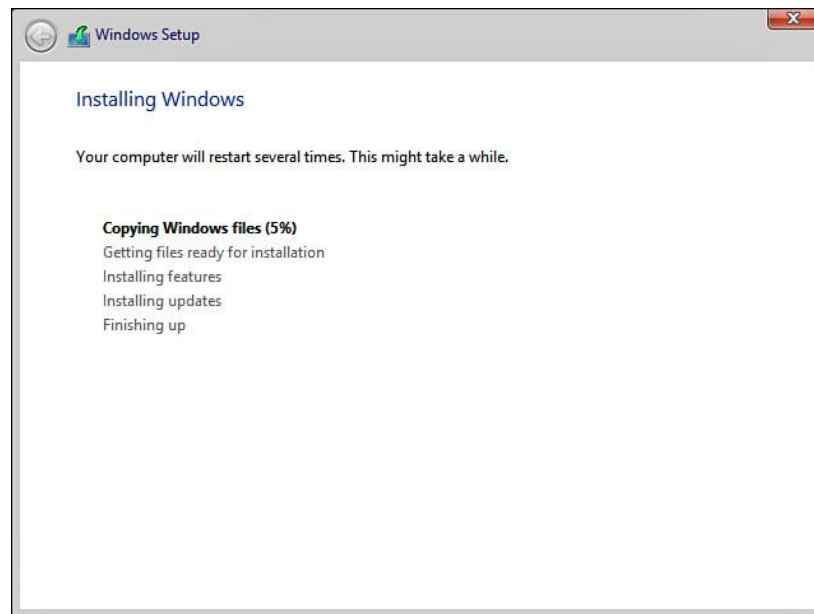 Windows Setup
Installing Windows
Your computer will restart several times. This might take a while.
Copying Windows files (5%)
Getting files ready for installation
Installing features
Installing updates
Finishing up